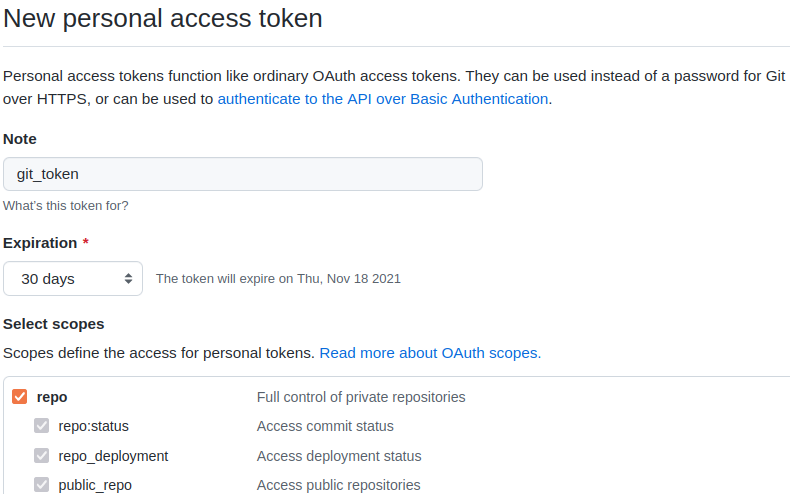 New personal access token
Personal access tokens function like ordinary OAuth access tokens. They can be used instead of a password for Git
over HTTPS, or can be used to authenticate to the API over Basic Authentication.
Note
git_token
What's this token for?
Expiration *
30 days The token will expire on Thu, Nov 18 2021
Select scopes
Scopes define the access for personal tokens. Read more about OAuth scopes.
repo Full control of private repositories
repo:status Access commit status
repo_deployment Access deployment status
public_repo Access public repositories